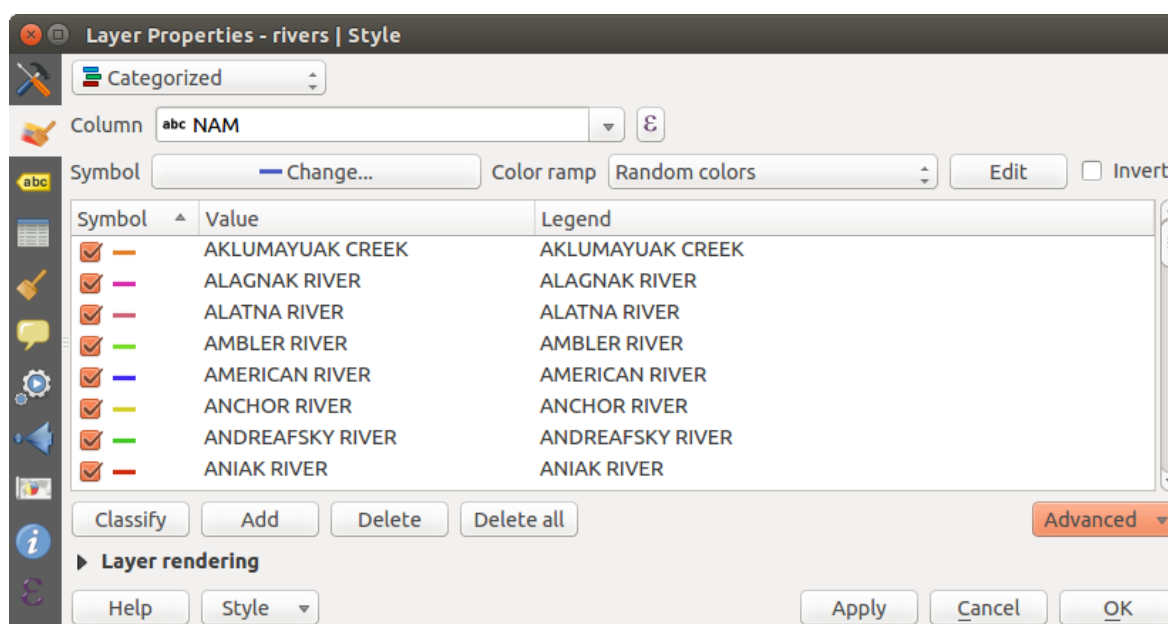 Layer Properties - rivers | Style
Categorized
Column abc NAM ε
abc Symbol Change... Color ramp Random colors Edit Invert
Symbol Value Legend
AKLUMAYUAK CREEK AKLUMAYUAK CREEK
ALAGNAK RIVER ALAGNAK RIVER
ALATNA RIVER ALATNA RIVER
AMBLER RIVER AMBLER RIVER
AMERICAN RIVER AMERICAN RIVER
ANCHOR RIVER ANCHOR RIVER
ANDREAFSKY RIVER ANDREAFSKY RIVER
ANIAK RIVER ANIAK RIVER
Classify Add Delete Delete all Advanced
i Layer rendering
ε Help Style Apply Cancel OK